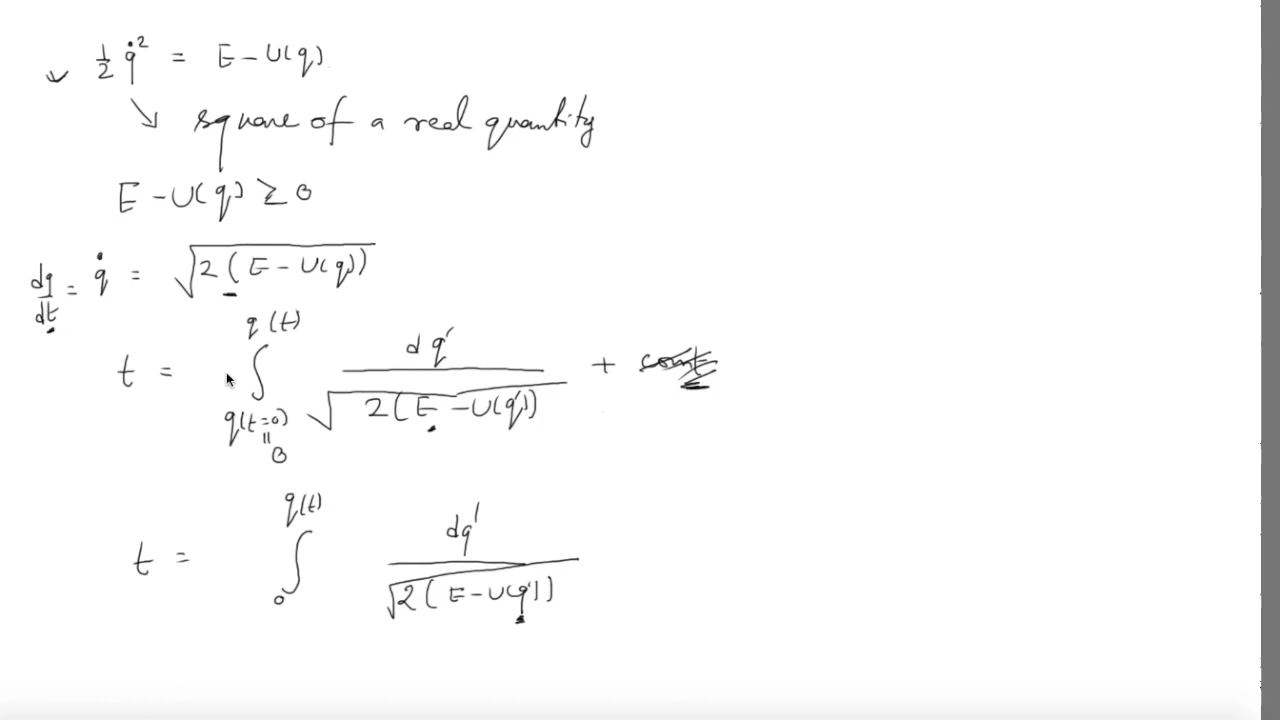 ½ q̇² = E - U(q)
↘ square of a real quantity
E - U(q) ≥ 0
dq/dt = q̇ = √(2(E - U(q)))
t = ∫_{q(t=0) = 0}^{q(t)} dq' / √(2(E - U(q'))) + const
t = ∫_0^{q(t)} dq' / √(2(E - U(q')))